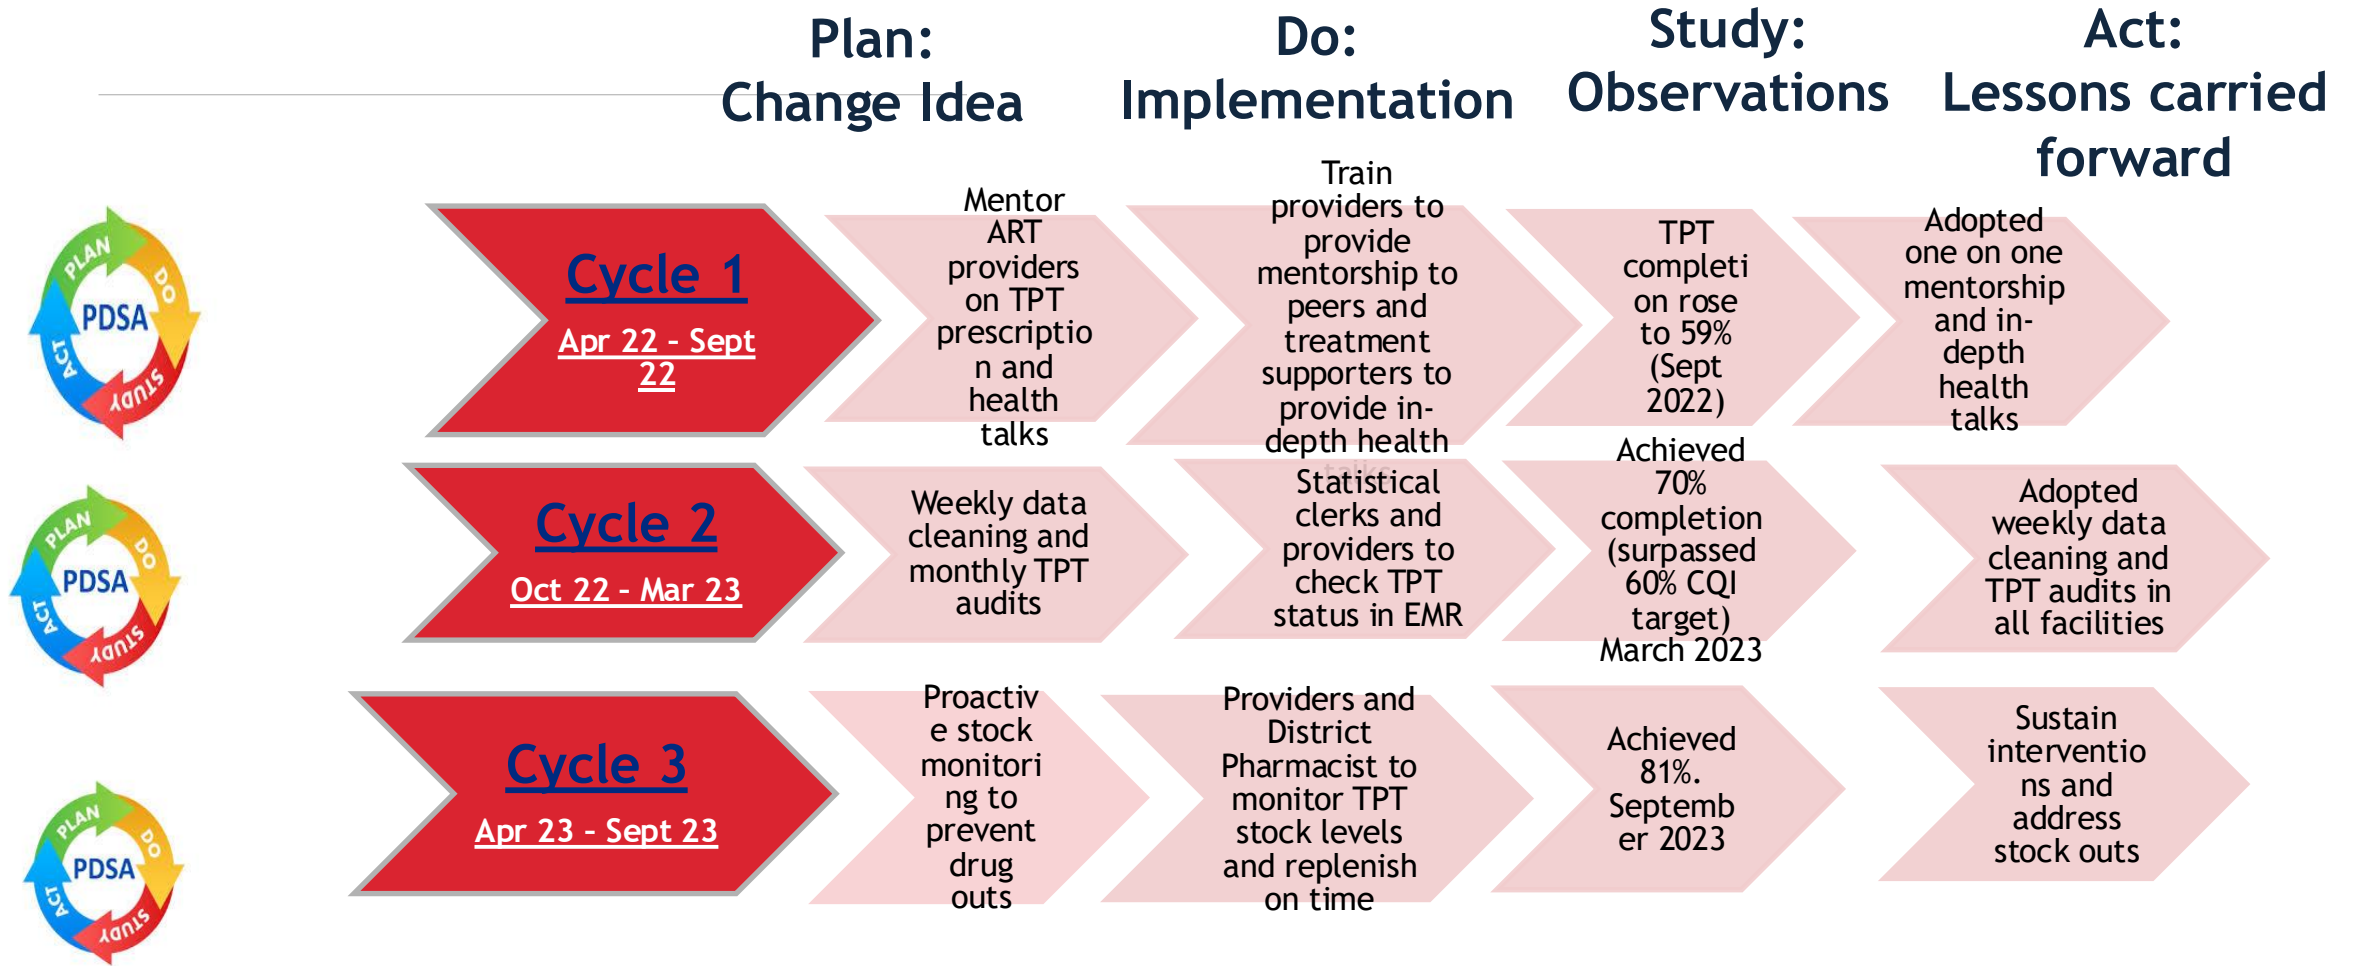 Plan:
Change Idea
Do:
Implementation
Study:
Observations
Act:
Lessons carried
forward
PLAN
DO
STUDY
ACT
PDSA
Cycle 1
Apr 22 – Sept
22
Mentor
ART
providers
on TPT
prescriptio
n and
health
talks
Train
providers to
provide
mentorship to
peers and
treatment
supporters to
provide in-
depth health
talks
TPT
completi
on rose
to 59%
(Sept
2022)
Adopted
one on one
mentorship
and in-
depth
health
talks
PLAN
DO
STUDY
ACT
PDSA
Cycle 2
Oct 22 – Mar 23
Weekly data
cleaning and
monthly TPT
audits
Statistical
clerks and
providers to
check TPT
status in EMR
Achieved
70%
completion
(surpassed
60% CQI
target)
March 2023
Adopted
weekly data
cleaning and
TPT audits in
all facilities
PLAN
DO
STUDY
ACT
PDSA
Cycle 3
Apr 23 – Sept 23
Proactiv
e stock
monitori
ng to
prevent
drug
outs
Providers and
District
Pharmacist to
monitor TPT
stock levels
and replenish
on time
Achieved
81%.
Septemb
er 2023
Sustain
interventio
ns and
address
stock outs